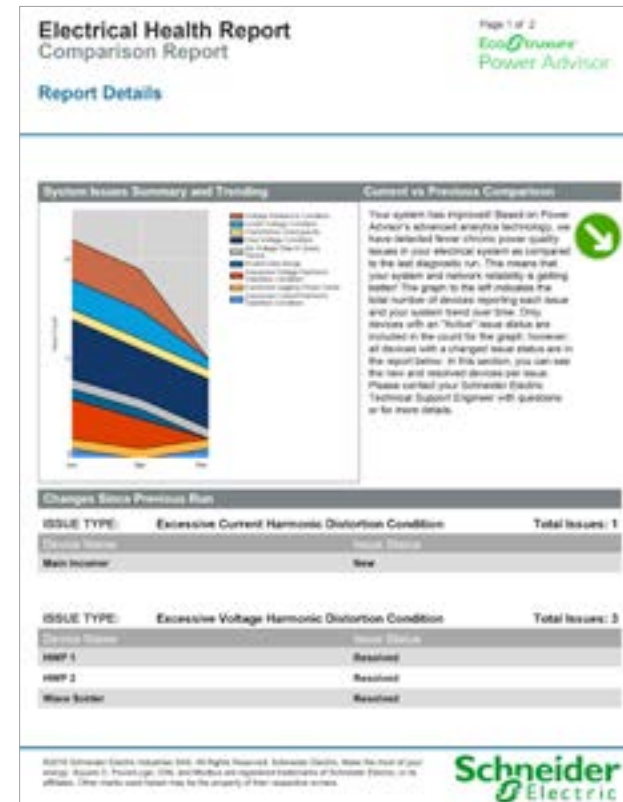 Electrical Health Report
Comparison Report
Page 1 of 2
EcoStruxure
Power Advisor
Report Details
System Issues Summary and Trending
Current vs Previous Comparison
Your system has improved! Based on Power
Advisor's advanced analytics technology, we
have detected fewer chronic power quality
issues in your electrical system as compared
to the last diagnostic run. This means that
your system and network reliability is getting
better! The graph to the left indicates the
total number of devices reporting each issue
and your system trend over time. Only
devices with an "Active" issue status are
included in the count for the graph, however
all devices with a changed issue status are in
the report below. In this section, you can see
the new and resolved devices per issue.
Please contact your Schneider Electric
Technical Support Engineer with questions
or for more details.
Changes Since Previous Run
ISSUE TYPE: Excessive Current Harmonic Distortion Condition Total Issues: 1
Device Name Issue Status
Main Incomer New
ISSUE TYPE: Excessive Voltage Harmonic Distortion Condition Total Issues: 3
Device Name Issue Status
HWP 1 Resolved
HWP 2 Resolved
Wave Solder Resolved
Schneider
Electric